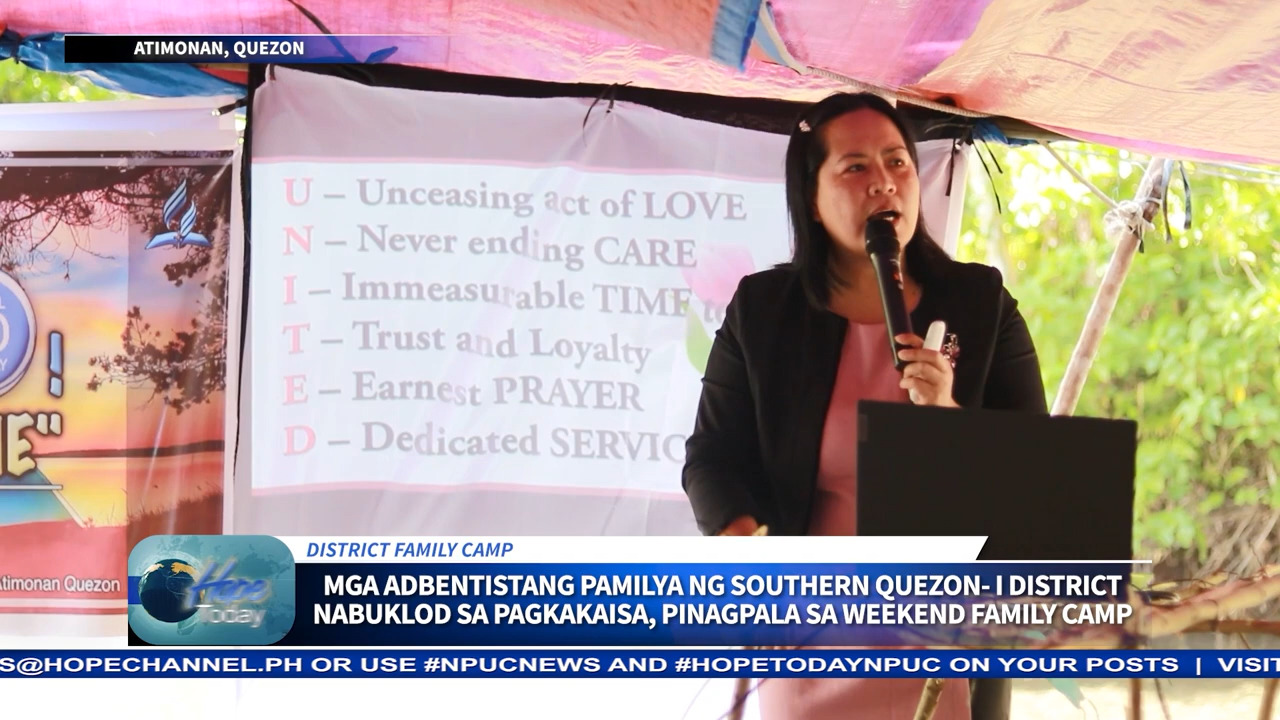 ATIMONAN, QUEZON
U – Unceasing act of LOVE
N – Never ending CARE
I – Immeasurable TIME to
T – Trust and Loyalty
E – Earnest PRAYER
D – Dedicated SERVIC
Atimonan Quezon
DISTRICT FAMILY CAMP
Hope
Today
MGA ADBENTISTANG PAMILYA NG SOUTHERN QUEZON- I DISTRICT
NABUKLOD SA PAGKAKAISA, PINAGPALA SA WEEKEND FAMILY CAMP
S@HOPECHANNEL.PH OR USE #NPUCNEWS AND #HOPETODAYNPUC ON YOUR POSTS | VISIT